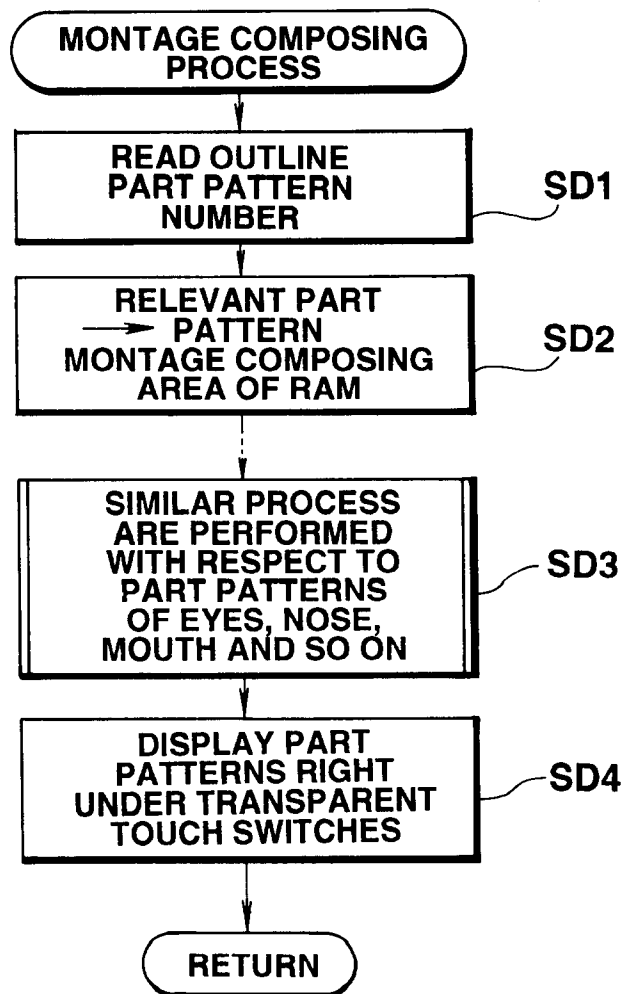 MONTAGE COMPOSING
PROCESS
READ OUTLINE
PART PATTERN
NUMBER
SD1
RELEVANT PART
→ PATTERN
MONTAGE COMPOSING
AREA OF RAM
SD2
SIMILAR PROCESS
ARE PERFORMED
WITH RESPECT TO
PART PATTERNS
OF EYES, NOSE,
MOUTH AND SO ON
SD3
DISPLAY PART
PATTERNS RIGHT
UNDER TRANSPARENT
TOUCH SWITCHES
SD4
RETURN